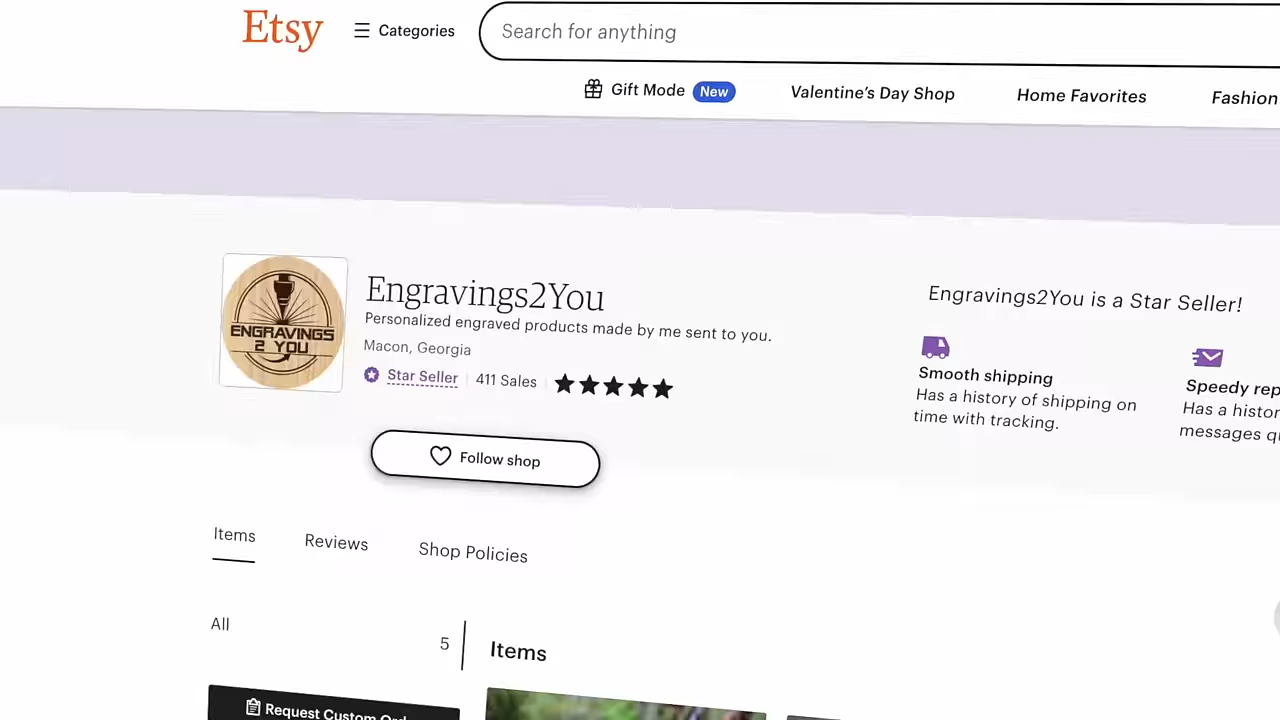 Etsy
Categories
Search for anything
Gift Mode New
Valentine's Day Shop
Home Favorites
Fashion
ENGRAVINGS
2 YOU
Engravings2You
Personalized engraved products made by me sent to you.
Macon, Georgia
Star Seller
411 Sales
Follow shop
Engravings2You is a Star Seller!
Smooth shipping
Has a history of shipping on
time with tracking.
Speedy rep
Has a histor
messages q
Items
Reviews
Shop Policies
All
5
Items
Request Custom Ord